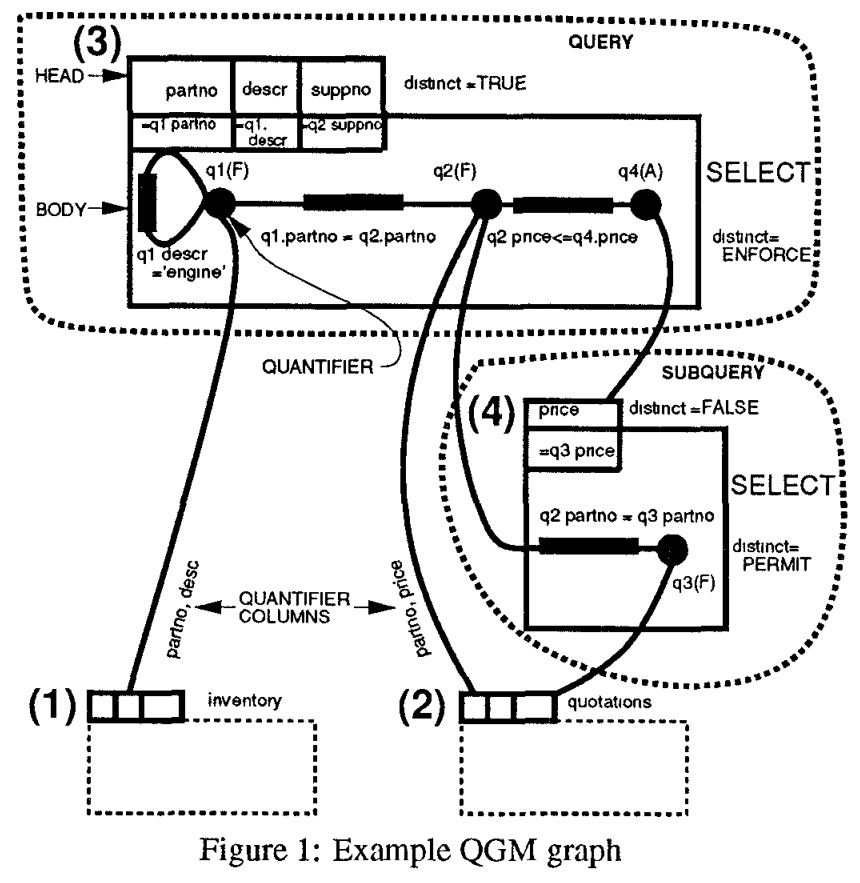 (3)
QUERY
HEAD
partno descr suppno
distinct =TRUE
=q1 partno =q1. descr =q2 suppno
q1(F)
q2(F)
q4(A)
SELECT
BODY
q1.partno = q2.partno
q2 price<=q4.price
distinct=
ENFORCE
q1 descr
='engine'
QUANTIFIER
SUBQUERY
(4)
price
distinct =FALSE
=q3 price
SELECT
q2 partno = q3 partno
distinct=
PERMIT
q3(F)
partno, desc
QUANTIFIER
COLUMNS
partno, price
(1)
inventory
(2)
quotations
Figure 1: Example QGM graph